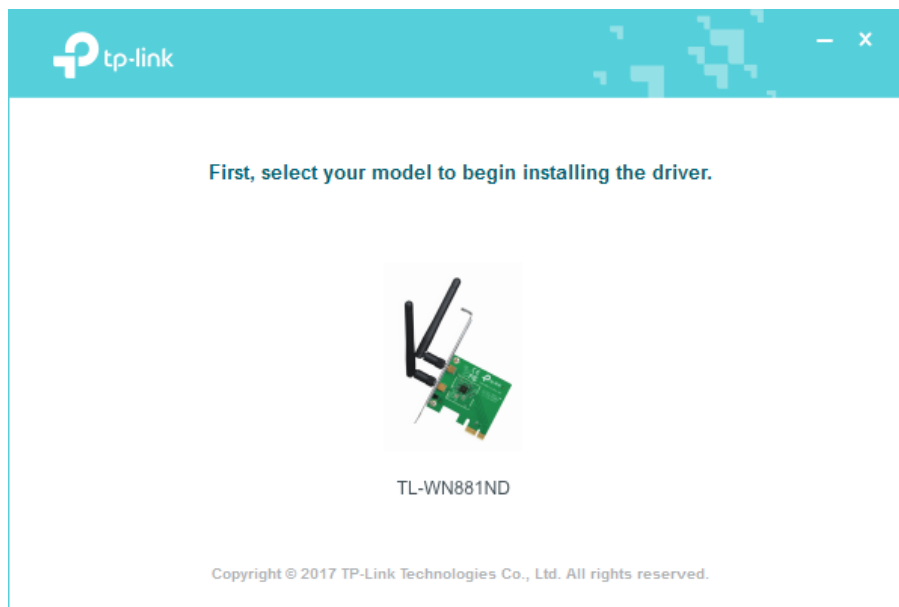 tp-link
First, select your model to begin installing the driver.
TL-WN881ND
Copyright © 2017 TP-Link Technologies Co., Ltd. All rights reserved.